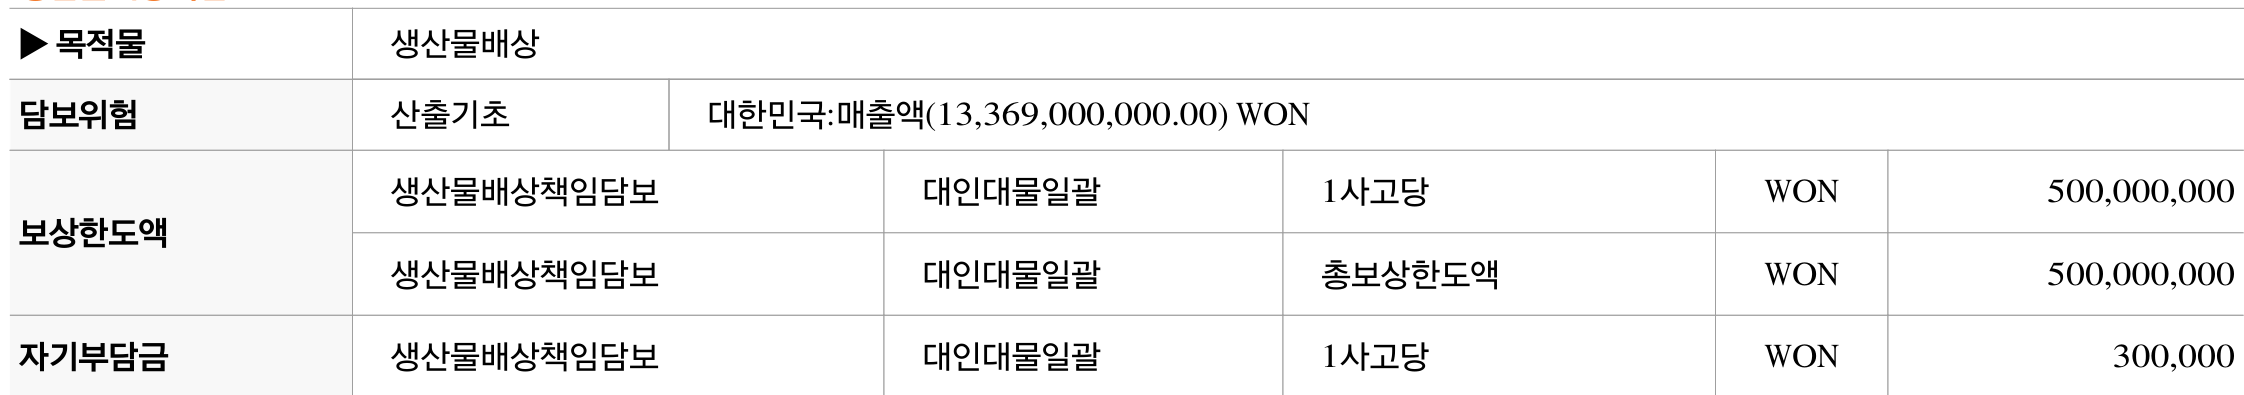 ▶ 목적물 생산물배상
담보위험 산출기초 대한민국:매출액(13,369,000,000.00) WON
보상한도액
생산물배상책임담보 대인대물일괄 1사고당 WON 500,000,000
생산물배상책임담보 대인대물일괄 총보상한도액 WON 500,000,000
자기부담금 생산물배상책임담보 대인대물일괄 1사고당 WON 300,000